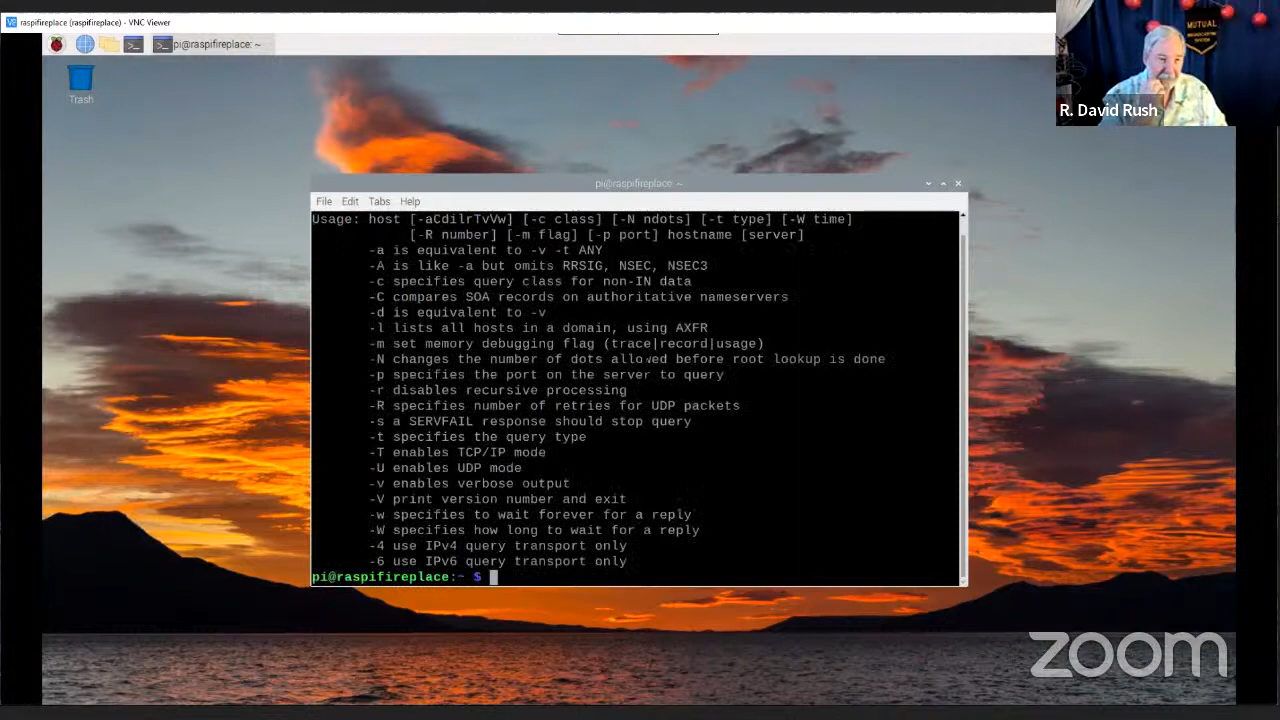 raspifireplace (raspifireplace) - VNC Viewer
pi@raspifireplace: ~
Trash
MUTUAL
BROADCASTING
SYSTEM
R. David Rush
pi@raspifireplace: ~
File Edit Tabs Help
Usage: host [-aCdilrTvVw] [-c class] [-N ndots] [-t type] [-W time]
[-R number] [-m flag] [-p port] hostname [server]
-a is equivalent to -v -t ANY
-A is like -a but omits RRSIG, NSEC, NSEC3
-c specifies query class for non-IN data
-C compares SOA records on authoritative nameservers
-d is equivalent to -v
-l lists all hosts in a domain, using AXFR
-m set memory debugging flag (trace|record|usage)
-N changes the number of dots allowed before root lookup is done
-p specifies the port on the server to query
-r disables recursive processing
-R specifies number of retries for UDP packets
-s a SERVFAIL response should stop query
-t specifies the query type
-T enables TCP/IP mode
-U enables UDP mode
-v enables verbose output
-V print version number and exit
-w specifies to wait forever for a reply
-W specifies how long to wait for a reply
-4 use IPv4 query transport only
-6 use IPv6 query transport only
pi@raspifireplace:~ $
zoom